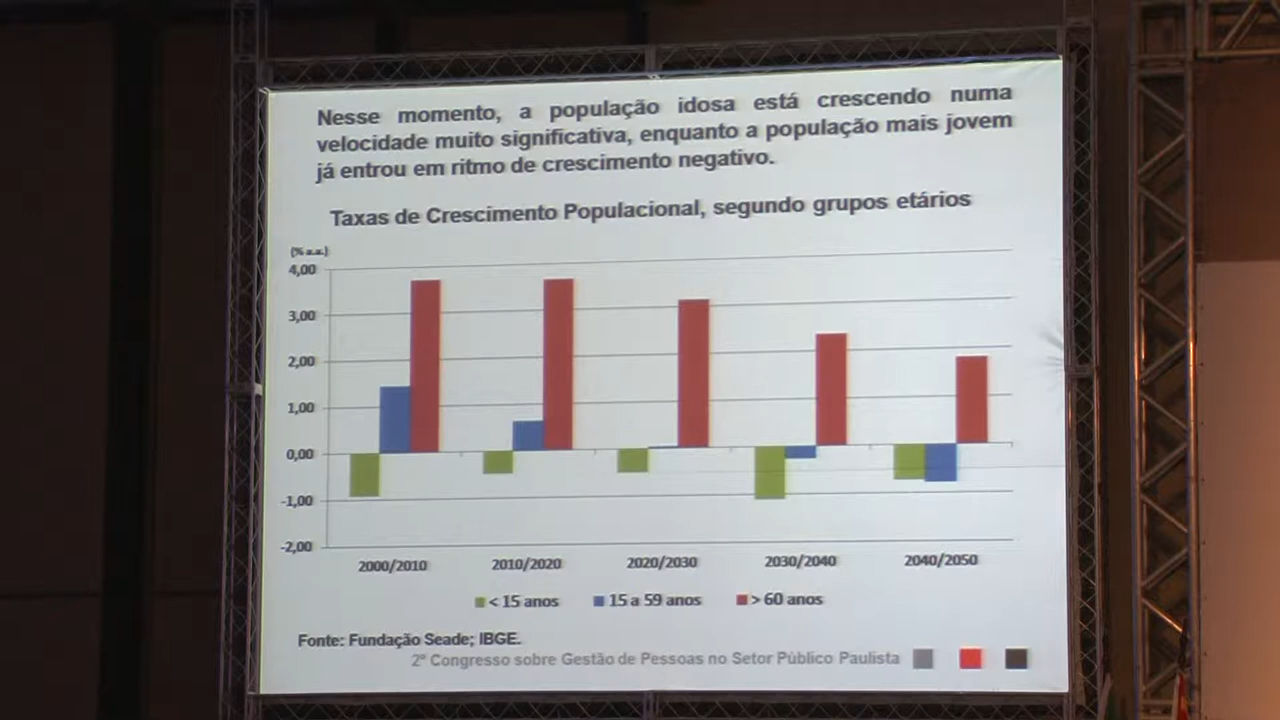 Nesse momento, a população idosa está crescendo numa
velocidade muito significativa, enquanto a população mais jovem
já entrou em ritmo de crescimento negativo.
Taxas de Crescimento Populacional, segundo grupos etários
(% a.a.)
4,00
3,00
2,00
1,00
0,00
-1,00
-2,00
2000/2010 2010/2020 2020/2030 2030/2040 2040/2050
< 15 anos 15 a 59 anos > 60 anos
Fonte: Fundação Seade; IBGE.
2º Congresso sobre Gestão de Pessoas no Setor Público Paulista